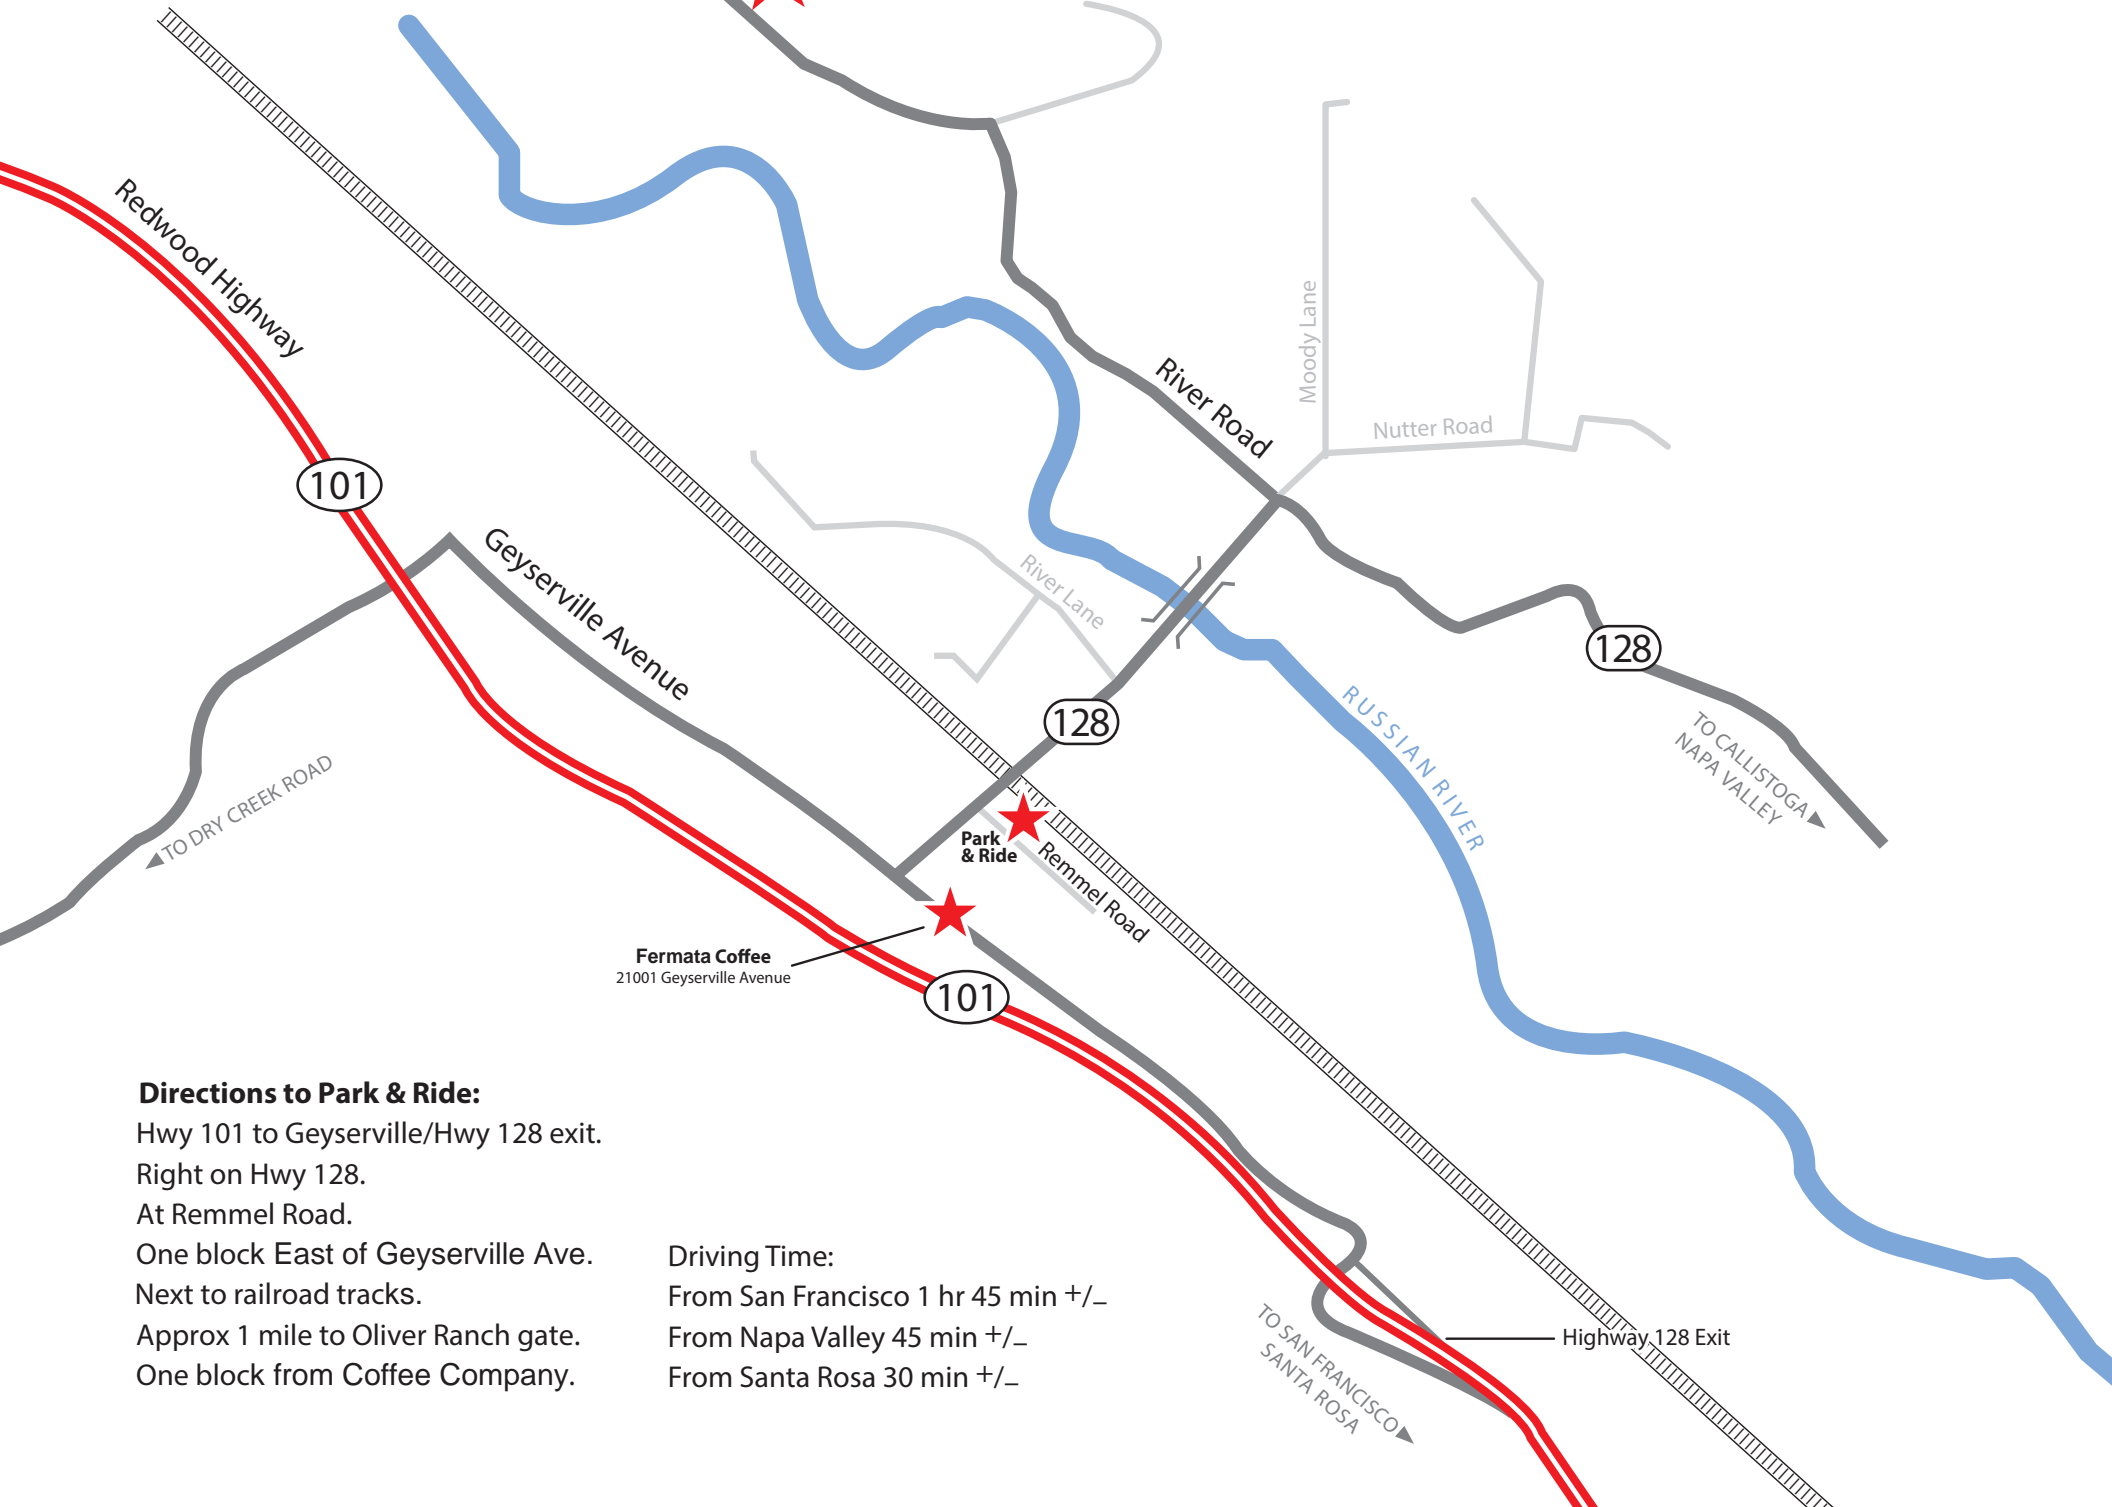 Redwood Highway
101
Geyserville Avenue
River Road
Moody Lane
Nutter Road
River Lane
128
128
RUSSIAN RIVER
TO CALLISTOGA
NAPA VALLEY
TO DRY CREEK ROAD
Park
& Ride
Remmel Road
Fermata Coffee
21001 Geyserville Avenue
101
Directions to Park & Ride:
Hwy 101 to Geyserville/Hwy 128 exit.
Right on Hwy 128.
At Remmel Road.
One block East of Geyserville Ave.
Next to railroad tracks.
Approx 1 mile to Oliver Ranch gate.
One block from Coffee Company.
Driving Time:
From San Francisco 1 hr 45 min +/_
From Napa Valley 45 min +/_
From Santa Rosa 30 min +/_
TO SAN FRANCISCO
SANTA ROSA
Highway 128 Exit